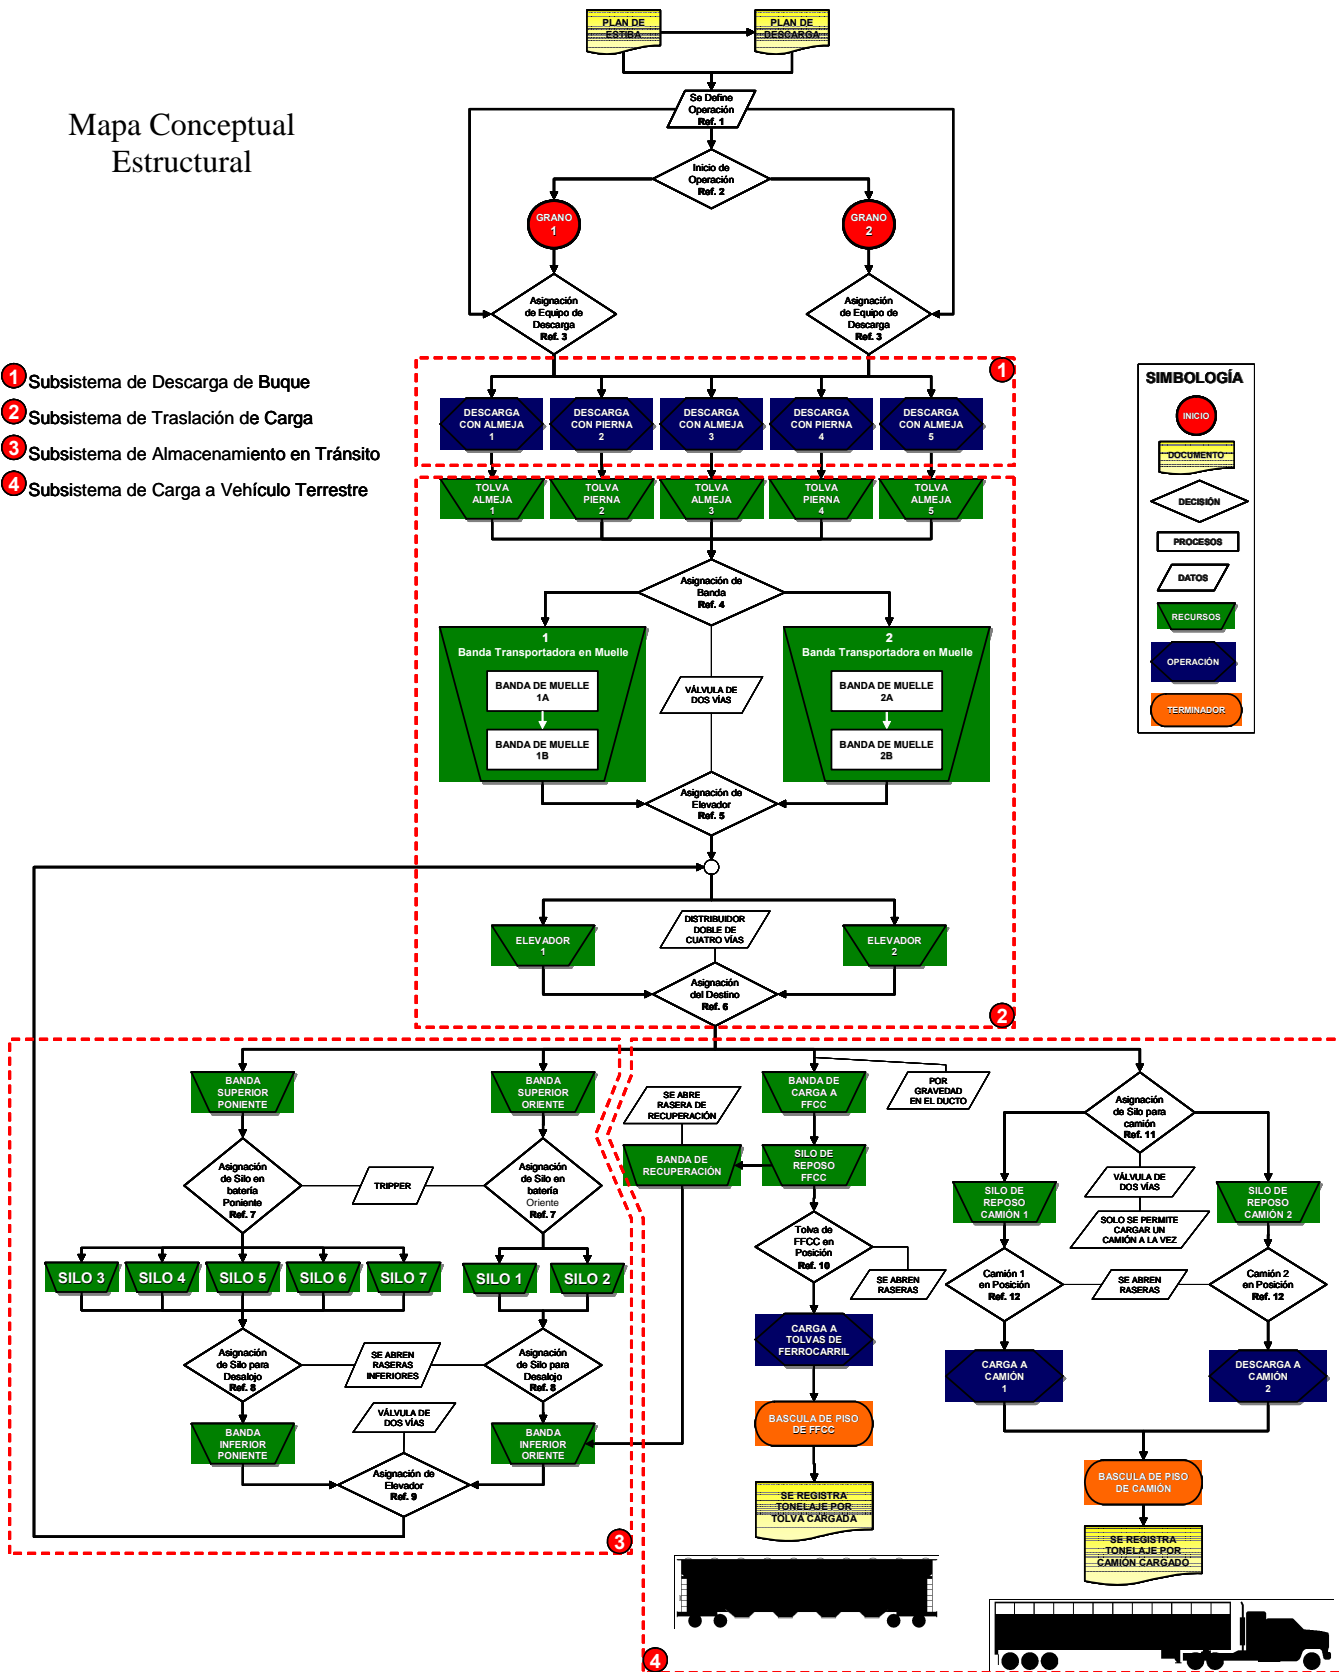 PLAN DE
ESTIBA
PLAN DE
DESCARGA
Mapa Conceptual
Estructural
Se Define
Operación
Ref. 1
Inicio de
Operación
Ref. 2
GRANO
1
GRANO
2
Asignación
de Equipo de
Descarga
Ref. 3
Asignación
de Equipo de
Descarga
Ref. 3
1 Subsistema de Descarga de Buque
2 Subsistema de Traslación de Carga
3 Subsistema de Almacenamiento en Tránsito
4 Subsistema de Carga a Vehículo Terrestre
1
DESCARGA
CON ALMEJA
1
DESCARGA
CON PIERNA
2
DESCARGA
CON ALMEJA
3
DESCARGA
CON PIERNA
4
DESCARGA
CON ALMEJA
5
TOLVA
ALMEJA
1
TOLVA
PIERNA
2
TOLVA
ALMEJA
3
TOLVA
PIERNA
4
TOLVA
ALMEJA
5
SIMBOLOGÍA
INICIO
DOCUMENTO
DECISIÓN
PROCESOS
DATOS
RECURSOS
OPERACIÓN
TERMINADOR
Asignación de
Banda
Ref. 4
1
Banda Transportadora en Muelle
BANDA DE MUELLE
1A
BANDA DE MUELLE
1B
VÁLVULA DE
DOS VÍAS
2
Banda Transportadora en Muelle
BANDA DE MUELLE
2A
BANDA DE MUELLE
2B
Asignación de
Elevador
Ref. 5
ELEVADOR
1
DISTRIBUIDOR
DOBLE DE
CUATRO VÍAS
ELEVADOR
2
Asignación
del Destino
Ref. 6
2
BANDA
SUPERIOR
PONIENTE
BANDA
SUPERIOR
ORIENTE
Asignación
de Silo en
batería
Poniente
Ref. 7
TRIPPER
Asignación
de Silo en
batería
Oriente
Ref. 7
SILO 3
SILO 4
SILO 5
SILO 6
SILO 7
SILO 1
SILO 2
Asignación
de Silo para
Desalojo
Ref. 8
SE ABREN
RASERAS
INFERIORES
Asignación
de Silo para
Desalojo
Ref. 8
BANDA
INFERIOR
PONIENTE
VÁLVULA DE
DOS VÍAS
BANDA
INFERIOR
ORIENTE
Asignación de
Elevador
Ref. 9
3
SE ABRE
RASERA DE
RECUPERACIÓN
BANDA DE
RECUPERACIÓN
BANDA DE
CARGA A
FFCC
POR
GRAVEDAD
EN EL DUCTO
SILO DE
REPOSO
FFCC
Tolva de
FFCC en
Posición
Ref. 10
SE ABREN
RASERAS
CARGA A
TOLVAS DE
FERROCARRIL
BASCULA DE PISO
DE FFCC
SE REGISTRA
TONELAJE POR
TOLVA CARGADA
Asignación
de Silo para
camión
Ref. 11
VÁLVULA DE
DOS VÍAS
SILO DE
REPOSO
CAMIÓN 1
SOLO SE PERMITE
CARGAR UN
CAMIÓN A LA VEZ
SILO DE
REPOSO
CAMIÓN 2
Camión 1
en Posición
Ref. 12
SE ABREN
RASERAS
Camión 2
en Posición
Ref. 12
CARGA A
CAMIÓN
1
DESCARGA A
CAMIÓN
2
BASCULA DE PISO
DE CAMIÓN
SE REGISTRA
TONELAJE POR
CAMIÓN CARGADO
4